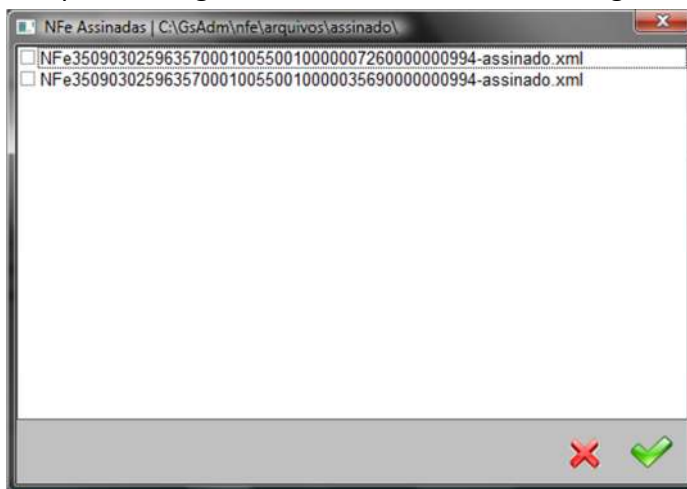 NFe Assinadas | C:\GsAdm\nfe\arquivos\assinado\
NFe35090302596357000100550010000007260000000994-assinado.xml
NFe35090302596357000100550010000035690000000994-assinado.xml